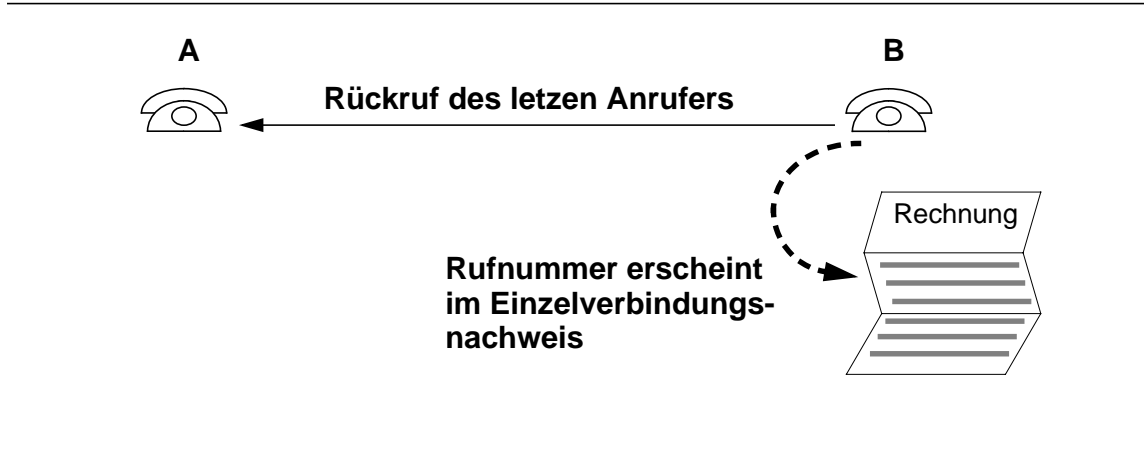 A
B
Rückruf des letzen Anrufers
Rechnung
Rufnummer erscheint
im Einzelverbindungs-
nachweis